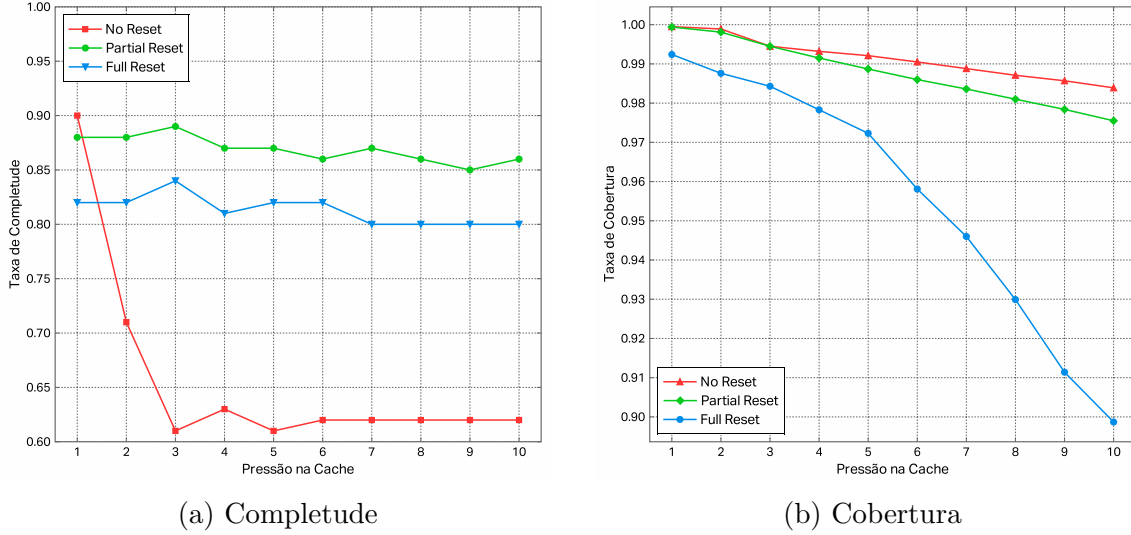 1.00
0.95
0.90
0.85
0.80
0.75
0.70
0.65
0.60
Taxa de Completude
No Reset
Partial Reset
Full Reset
1 2 3 4 5 6 7 8 9 10
Pressão na Cache
(a) Completude
1.00
0.99
0.98
0.97
0.96
0.95
0.94
0.93
0.92
0.91
0.90
Taxa de Cobertura
No Reset
Partial Reset
Full Reset
1 2 3 4 5 6 7 8 9 10
Pressão na Cache
(b) Cobertura